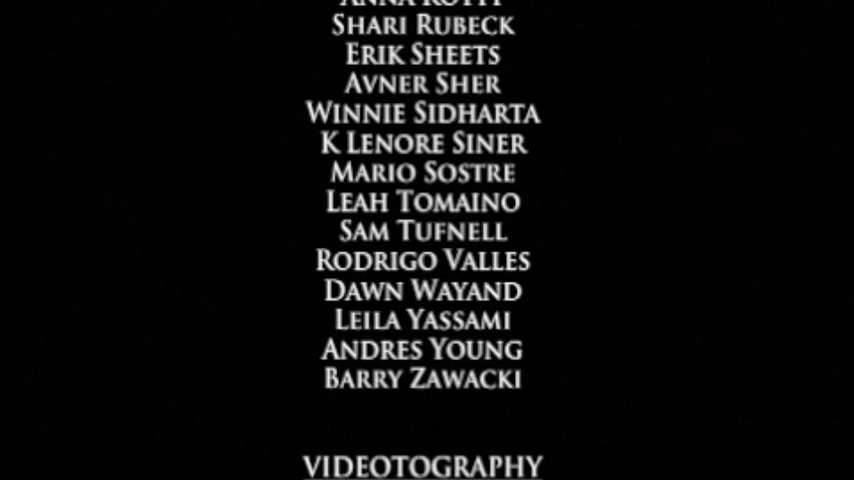 Shari Rubeck
Erik Sheets
Avner Sher
Winnie Sidharta
K Lenore Siner
Mario Sostre
Leah Tomaino
Sam Tufnell
Rodrigo Valles
Dawn Wayand
Leila Yassami
Andres Young
Barry Zawacki
VIDEOTOGRAPHY